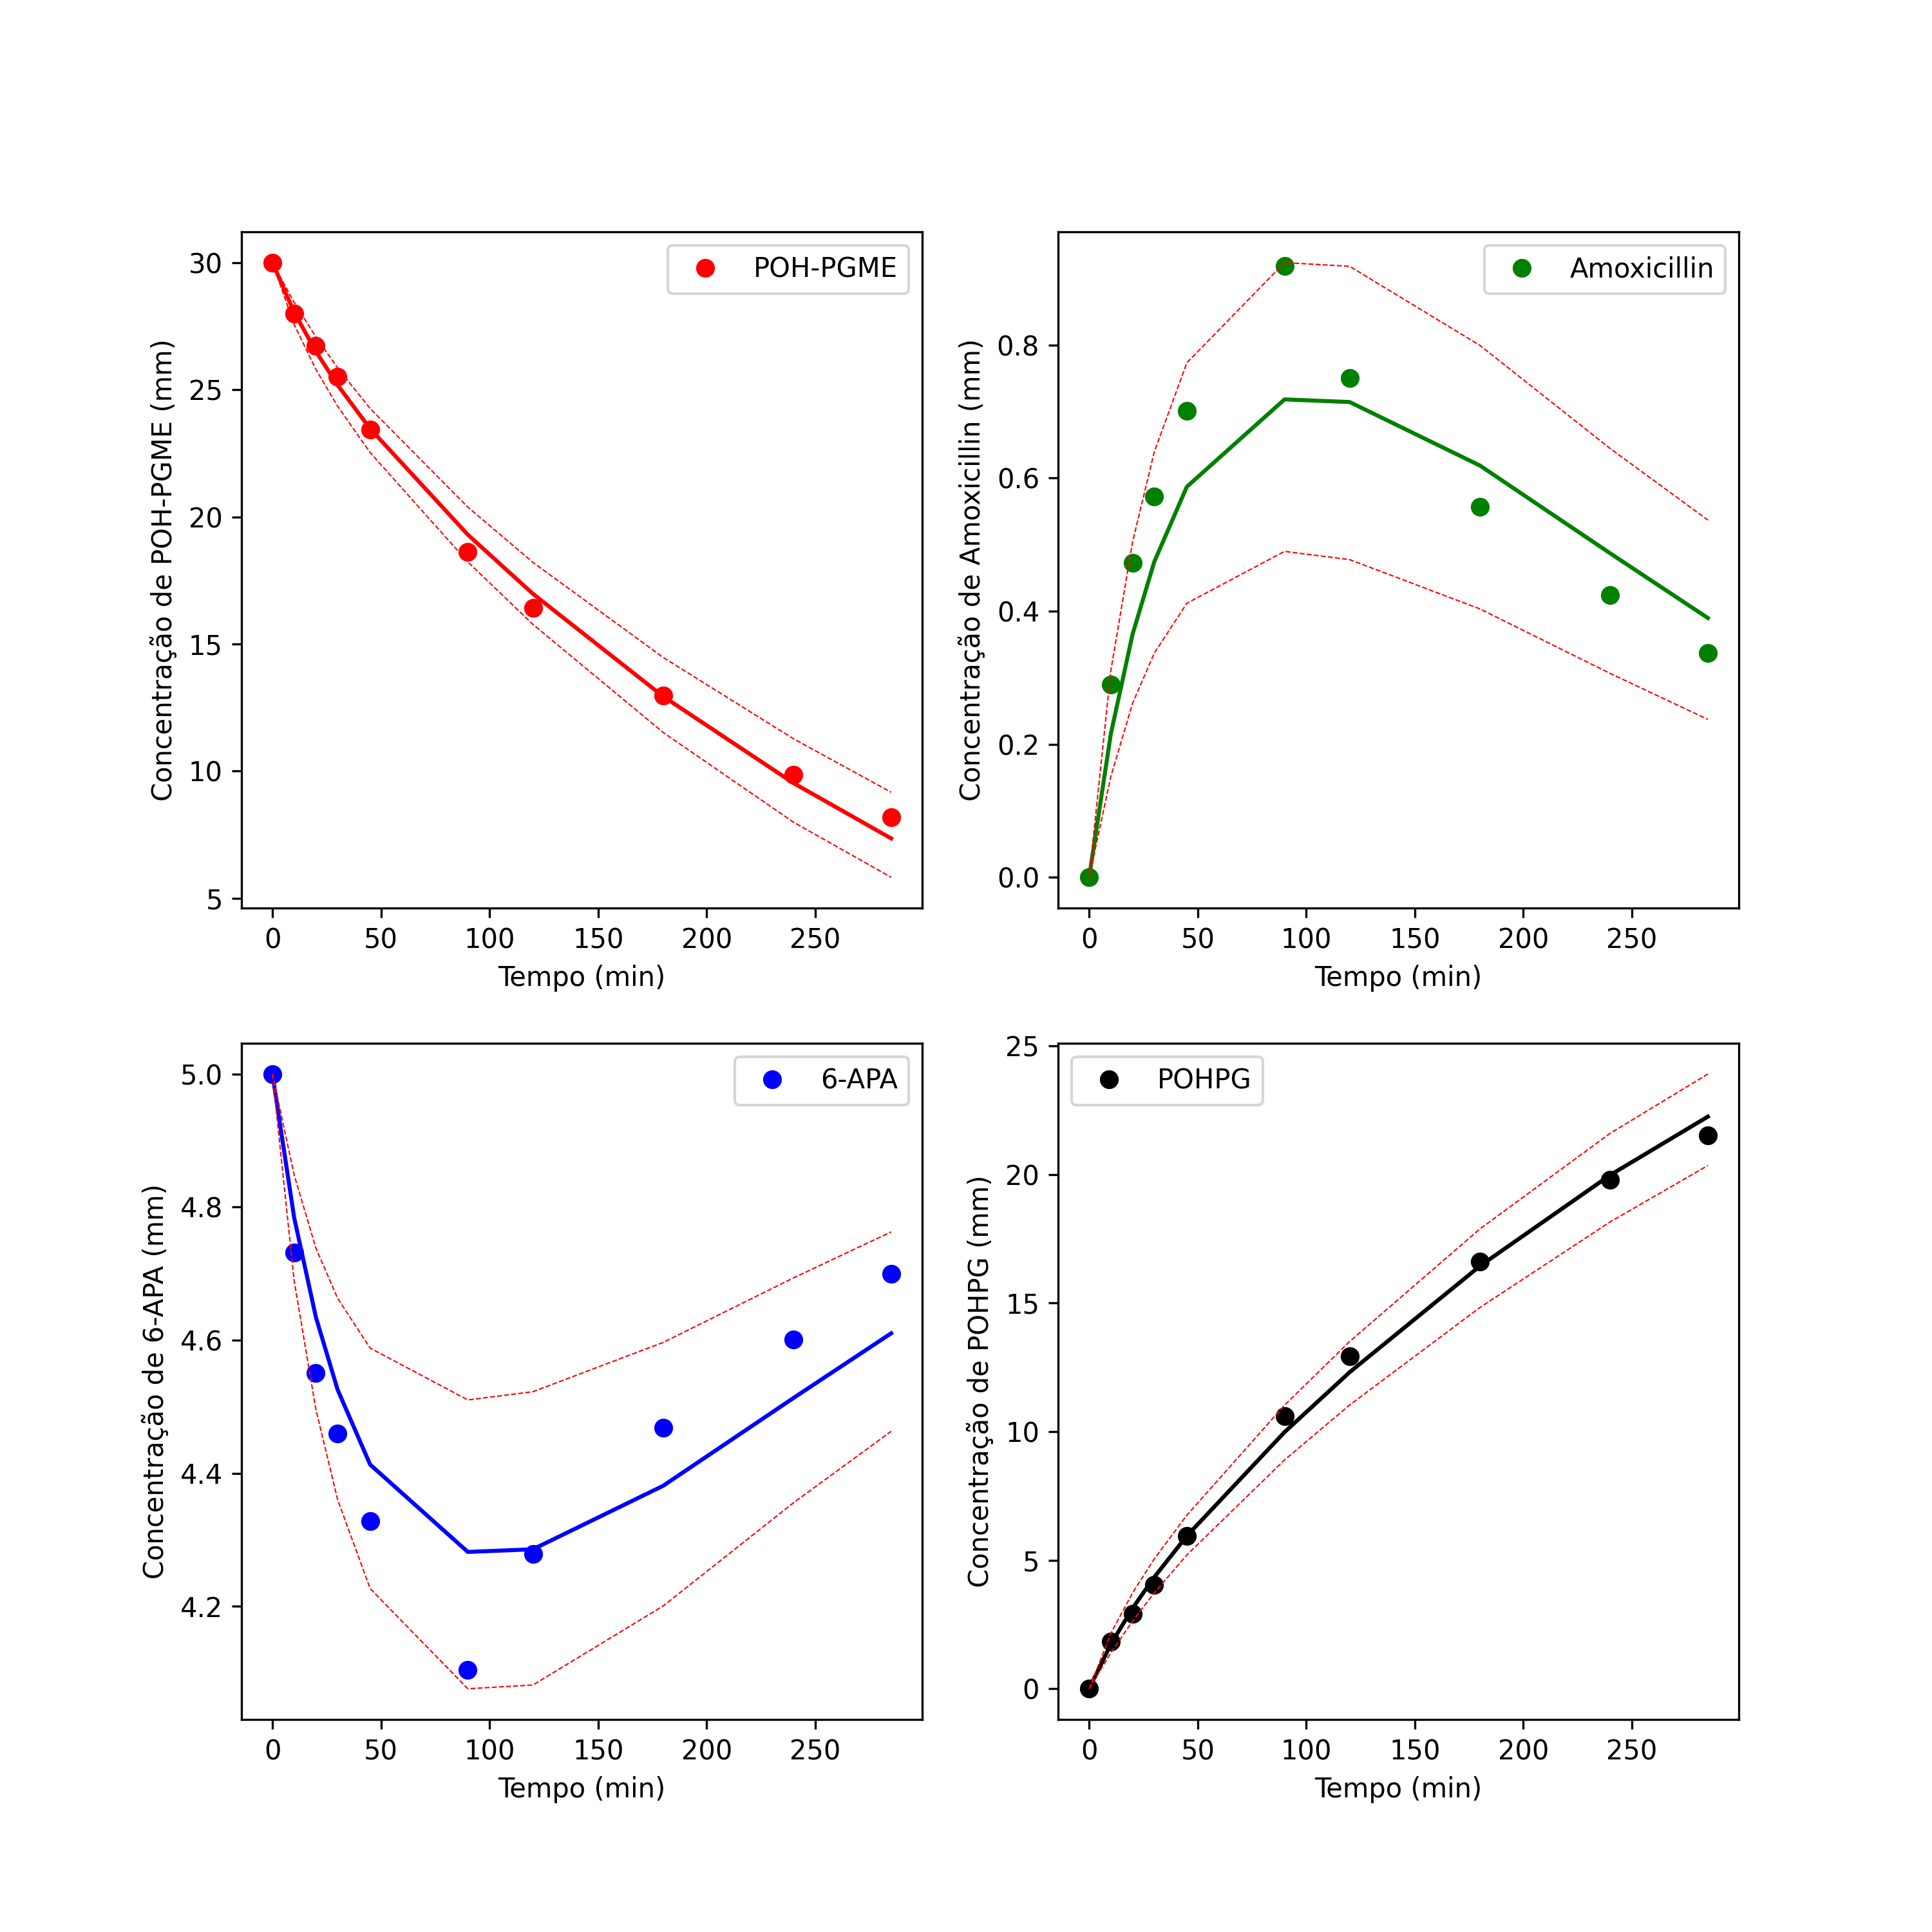 POH-PGME
Concentração de POH-PGME (mm)
30
25
20
15
10
5
0 50 100 150 200 250
Tempo (min)
Amoxicillin
Concentração de Amoxicillin (mm)
0.8
0.6
0.4
0.2
0.0
0 50 100 150 200 250
Tempo (min)
6-APA
Concentração de 6-APA (mm)
5.0
4.8
4.6
4.4
4.2
0 50 100 150 200 250
Tempo (min)
POHPG
Concentração de POHPG (mm)
25
20
15
10
5
0
0 50 100 150 200 250
Tempo (min)